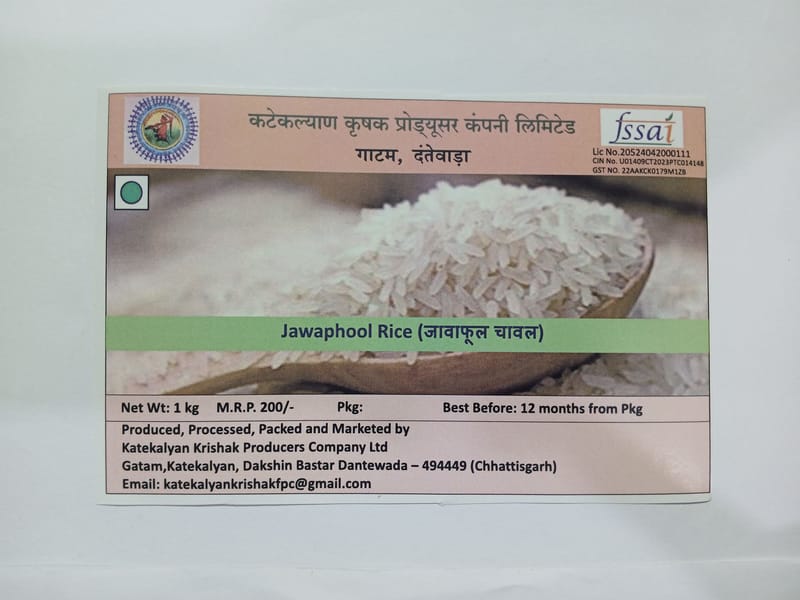 कटेकल्याण कृषक प्रोड्यूसर कंपनी लिमिटेड
गाटम, दंतेवाड़ा
fssai
Lic No.20524042000111
CIN No. U01409CT2023PTC014148
GST NO. 22AAKCK0179M1ZB
Jawaphool Rice (जावाफूल चावल)
Net Wt: 1 kg M.R.P. 200/- Pkg: Best Before: 12 months from Pkg
Produced, Processed, Packed and Marketed by
Katekalyan Krishak Producers Company Ltd
Gatam,Katekalyan, Dakshin Bastar Dantewada – 494449 (Chhattisgarh)
Email: katekalyankrishakfpc@gmail.com